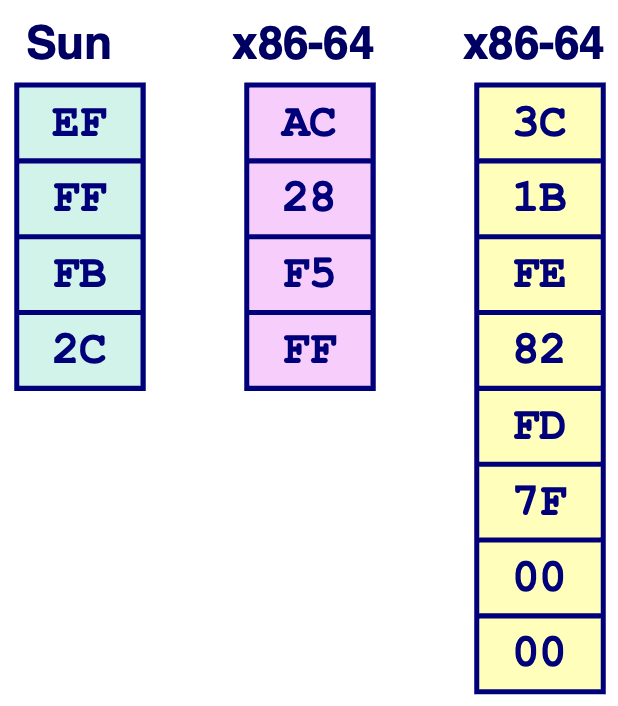 Sun x86-64 x86-64
EF AC 3C
FF 28 1B
FB F5 FE
2C FF 82
FD
7F
00
00